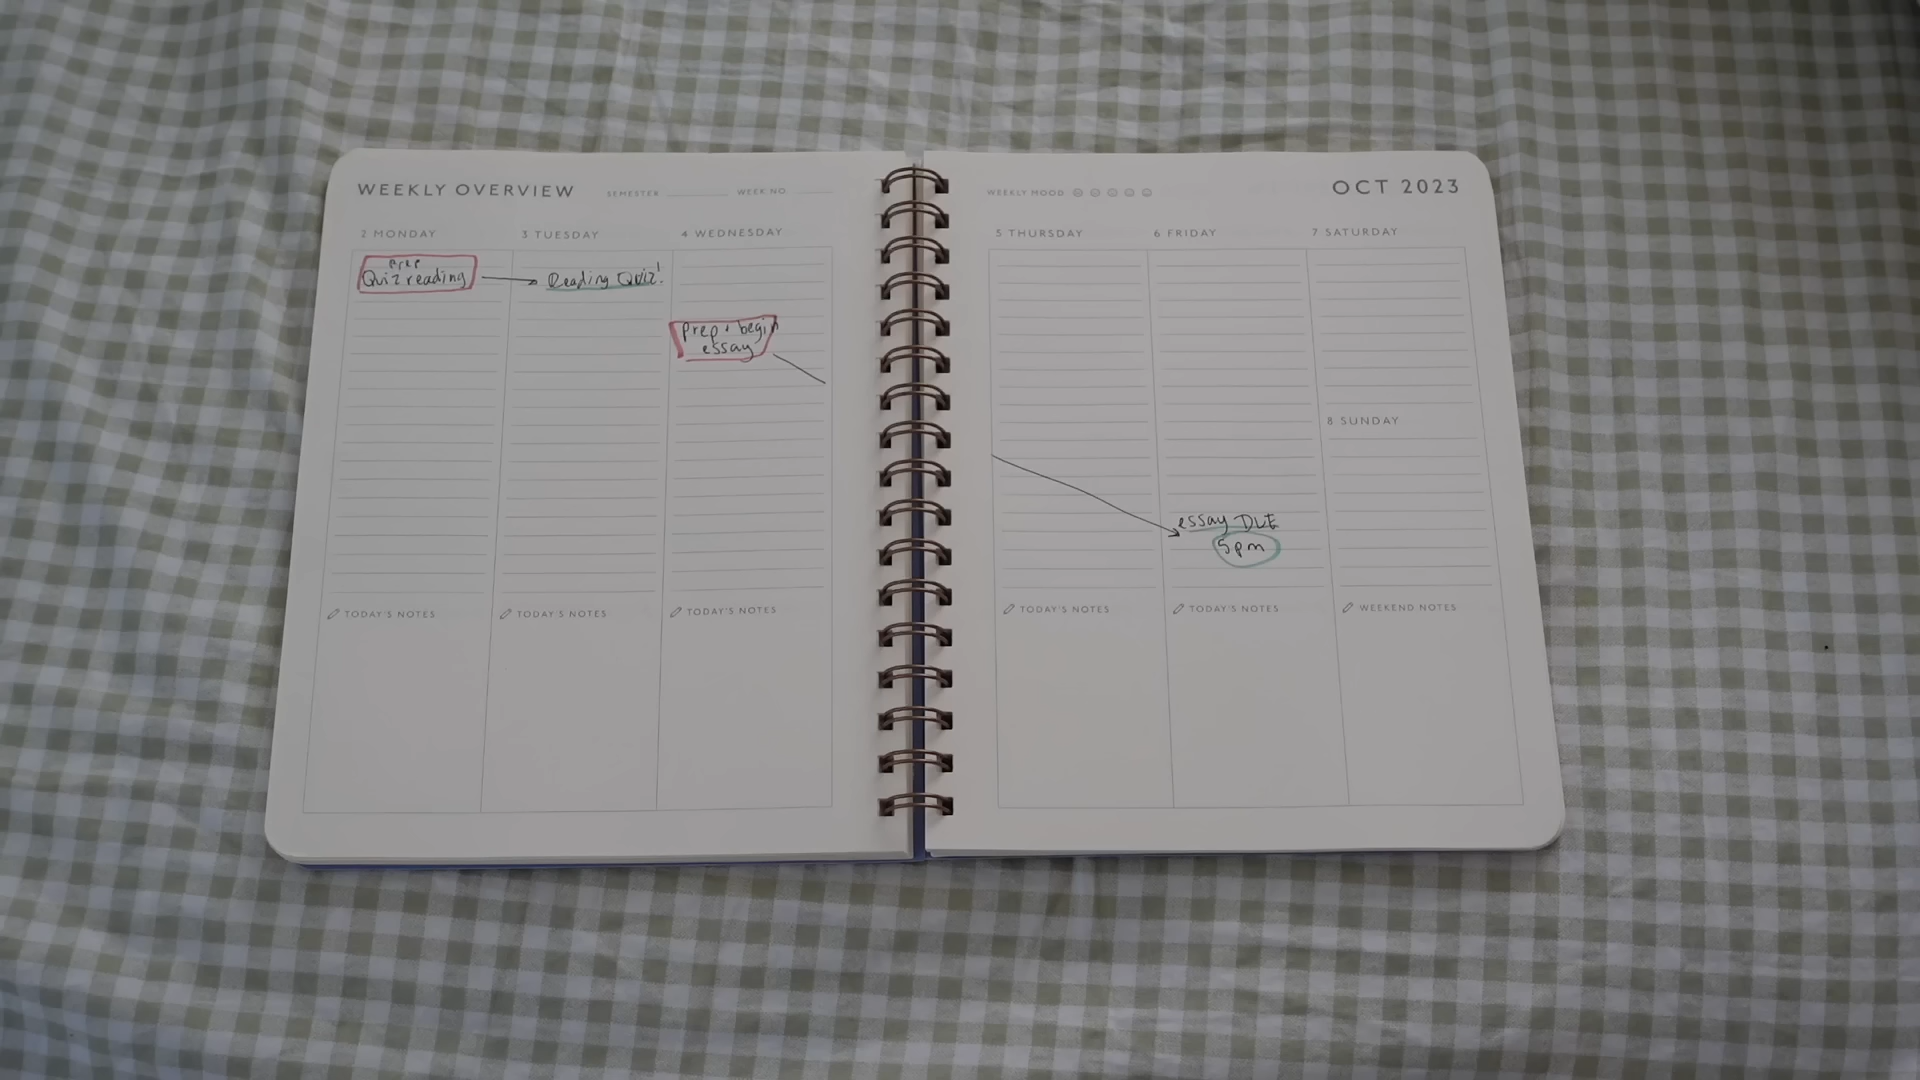 WEEKLY OVERVIEW
SEMESTER
WEEK NO.
2 MONDAY
3 TUESDAY
4 WEDNESDAY
prep
Quiz reading
Reading Quiz!
prep + begin
essay
TODAY'S NOTES
TODAY'S NOTES
TODAY'S NOTES
WEEKLY MOOD
OCT 2023
5 THURSDAY
6 FRIDAY
7 SATURDAY
8 SUNDAY
essay DUE
5pm
TODAY'S NOTES
TODAY'S NOTES
WEEKEND NOTES